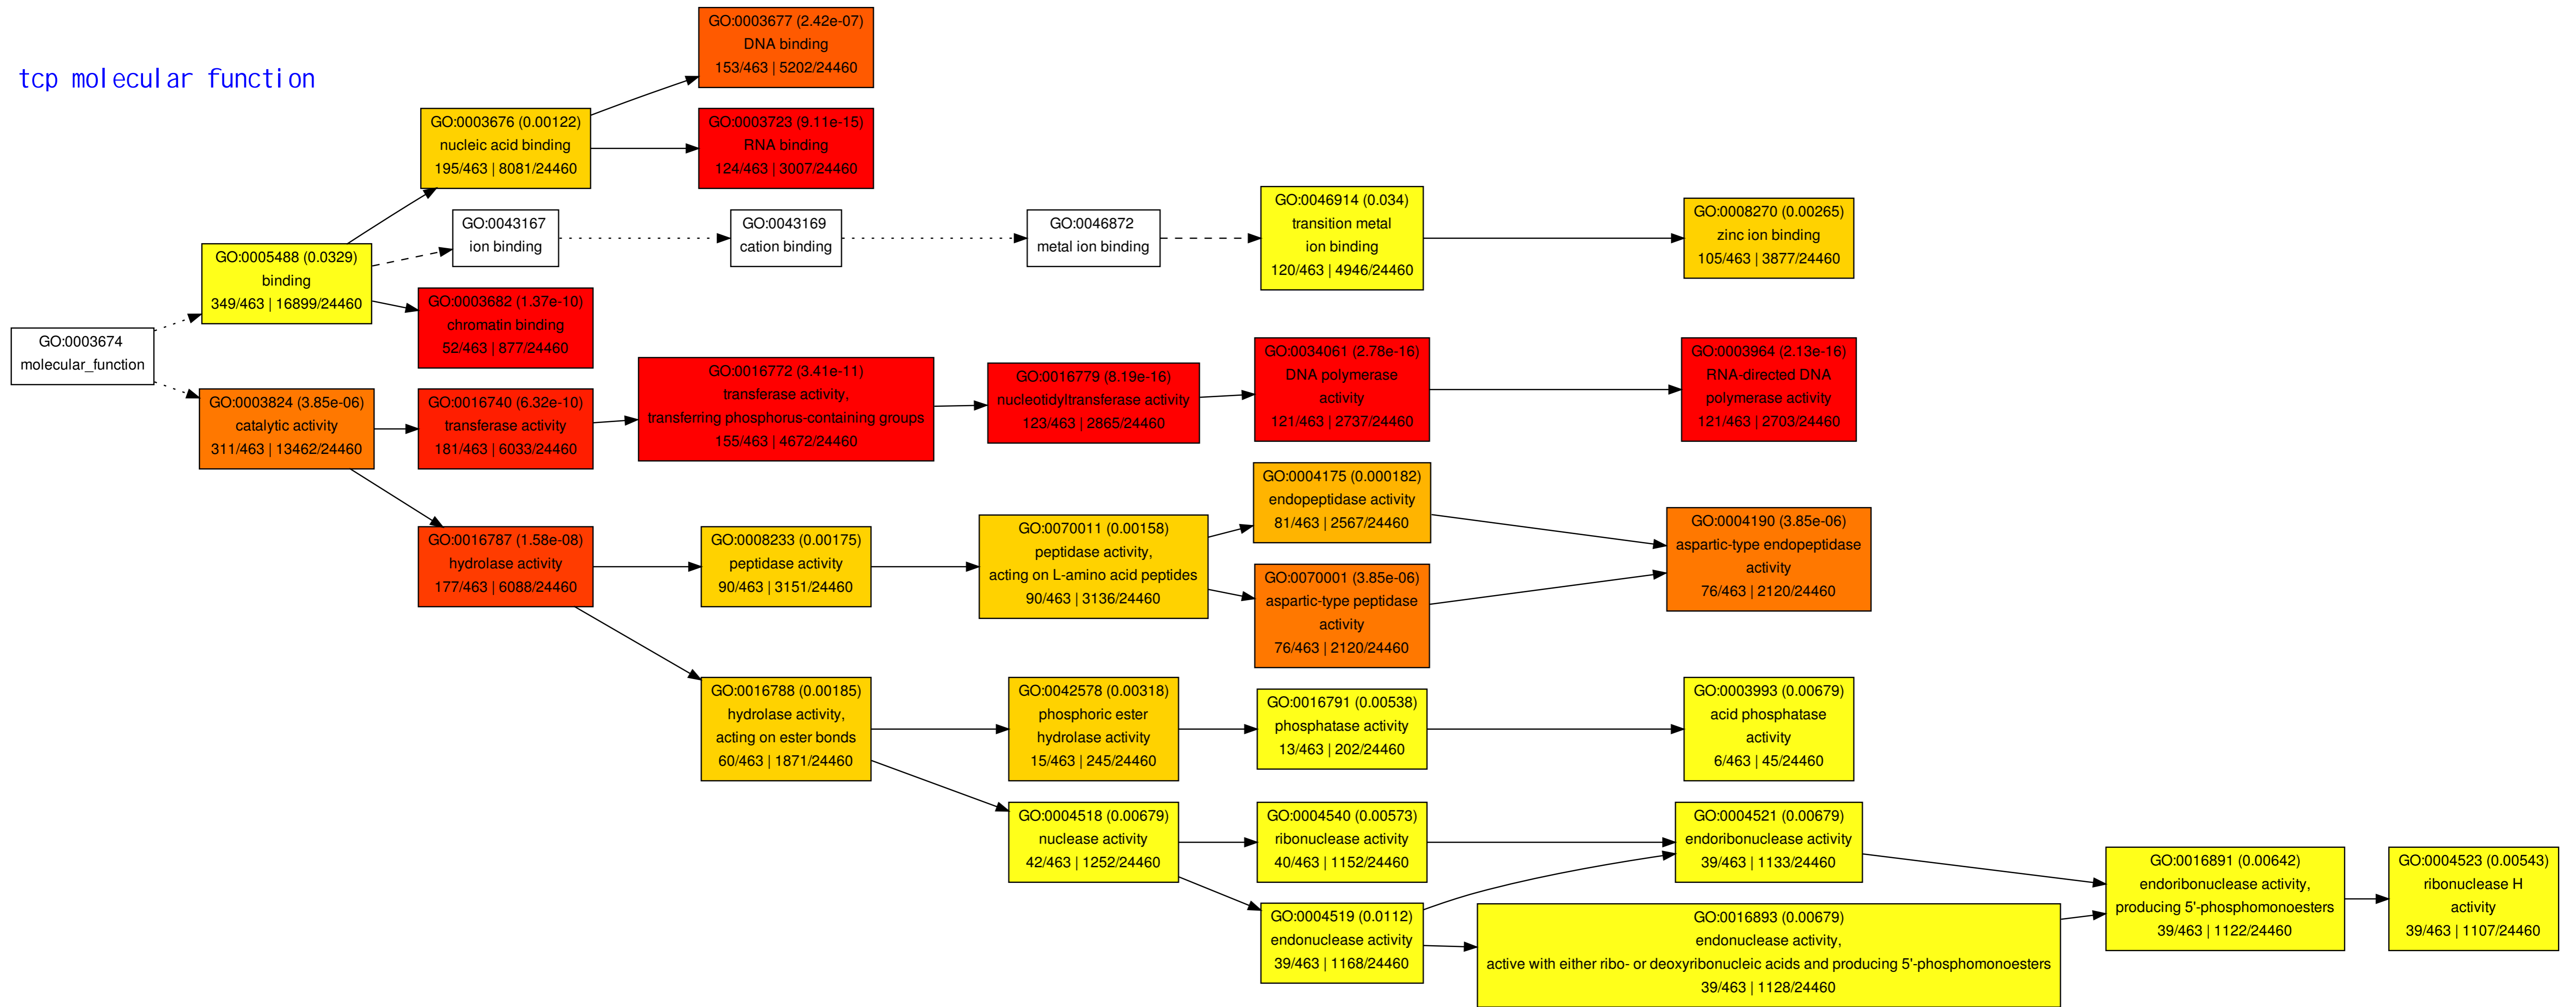 tcp molecular function
GO:0003677 (2.42e-07)
DNA binding
153/463 | 5202/24460
GO:0003676 (0.00122)
nucleic acid binding
195/463 | 8081/24460
GO:0003723 (9.11e-15)
RNA binding
124/463 | 3007/24460
GO:0043167
ion binding
GO:0043169
cation binding
GO:0046872
metal ion binding
GO:0046914 (0.034)
transition metal
ion binding
120/463 | 4946/24460
GO:0008270 (0.00265)
zinc ion binding
105/463 | 3877/24460
GO:0005488 (0.0329)
binding
349/463 | 16899/24460
GO:0003682 (1.37e-10)
chromatin binding
52/463 | 877/24460
GO:0003674
molecular_function
GO:0003824 (3.85e-06)
catalytic activity
311/463 | 13462/24460
GO:0016740 (6.32e-10)
transferase activity
181/463 | 6033/24460
GO:0016772 (3.41e-11)
transferase activity,
transferring phosphorus-containing groups
155/463 | 4672/24460
GO:0016779 (8.19e-16)
nucleotidyltransferase activity
123/463 | 2865/24460
GO:0034061 (2.78e-16)
DNA polymerase
activity
121/463 | 2737/24460
GO:0003964 (2.13e-16)
RNA-directed DNA
polymerase activity
121/463 | 2703/24460
GO:0016787 (1.58e-08)
hydrolase activity
177/463 | 6088/24460
GO:0008233 (0.00175)
peptidase activity
90/463 | 3151/24460
GO:0070011 (0.00158)
peptidase activity,
acting on L-amino acid peptides
90/463 | 3136/24460
GO:0004175 (0.000182)
endopeptidase activity
81/463 | 2567/24460
GO:0070001 (3.85e-06)
aspartic-type peptidase
activity
76/463 | 2120/24460
GO:0004190 (3.85e-06)
aspartic-type endopeptidase
activity
76/463 | 2120/24460
GO:0016788 (0.00185)
hydrolase activity,
acting on ester bonds
60/463 | 1871/24460
GO:0042578 (0.00318)
phosphoric ester
hydrolase activity
15/463 | 245/24460
GO:0016791 (0.00538)
phosphatase activity
13/463 | 202/24460
GO:0003993 (0.00679)
acid phosphatase
activity
6/463 | 45/24460
GO:0004518 (0.00679)
nuclease activity
42/463 | 1252/24460
GO:0004540 (0.00573)
ribonuclease activity
40/463 | 1152/24460
GO:0004521 (0.00679)
endoribonuclease activity
39/463 | 1133/24460
GO:0004519 (0.0112)
endonuclease activity
39/463 | 1168/24460
GO:0016893 (0.00679)
endonuclease activity,
active with either ribo- or deoxyribonucleic acids and producing 5'-phosphomonoesters
39/463 | 1128/24460
GO:0016891 (0.00642)
endoribonuclease activity,
producing 5'-phosphomonoesters
39/463 | 1122/24460
GO:0004523 (0.00543)
ribonuclease H
activity
39/463 | 1107/24460